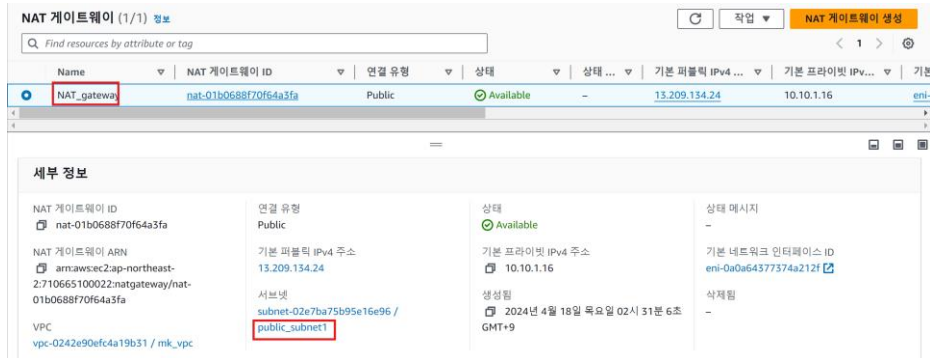 NAT 게이트웨이 (1/1) 정보
작업
NAT 게이트웨이 생성
Find resources by attribute or tag
1
Name
NAT 게이트웨이 ID
연결 유형
상태
상태 ...
기본 퍼블릭 IPv4 ...
기본 프라이빗 IPv...
기본
NAT_gateway
nat-01b0688f70f64a3fa
Public
Available
–
13.209.134.24
10.10.1.16
eni-
세부 정보
NAT 게이트웨이 ID
nat-01b0688f70f64a3fa
연결 유형
Public
상태
Available
상태 메시지
–
NAT 게이트웨이 ARN
arn:aws:ec2:ap-northeast-
2:710665100022:natgateway/nat-
01b0688f70f64a3fa
기본 퍼블릭 IPv4 주소
13.209.134.24
기본 프라이빗 IPv4 주소
10.10.1.16
기본 네트워크 인터페이스 ID
eni-0a0a64377374a212f
VPC
vpc-0242e90efc4a19b31 / mk_vpc
서브넷
subnet-02e7ba75b95e16e96 /
public_subnet1
생성됨
2024년 4월 18일 목요일 02시 31분 6초
GMT+9
삭제됨
–